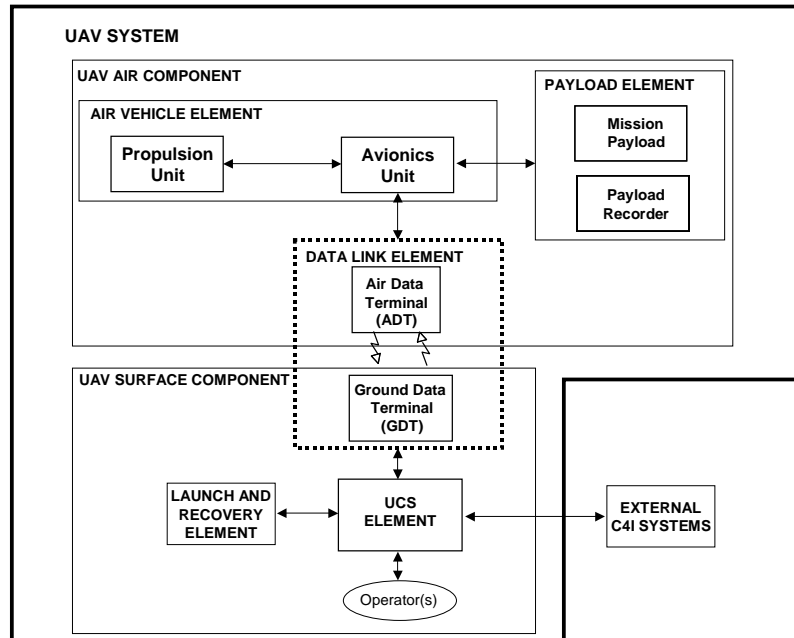 UAV SYSTEM
UAV AIR COMPONENT
AIR VEHICLE ELEMENT
Propulsion
Unit
Avionics
Unit
PAYLOAD ELEMENT
Mission
Payload
Payload
Recorder
DATA LINK ELEMENT
Air Data
Terminal
(ADT)
UAV SURFACE COMPONENT
Ground Data
Terminal
(GDT)
LAUNCH AND
RECOVERY
ELEMENT
UCS
ELEMENT
EXTERNAL
C4I SYSTEMS
Operator(s)